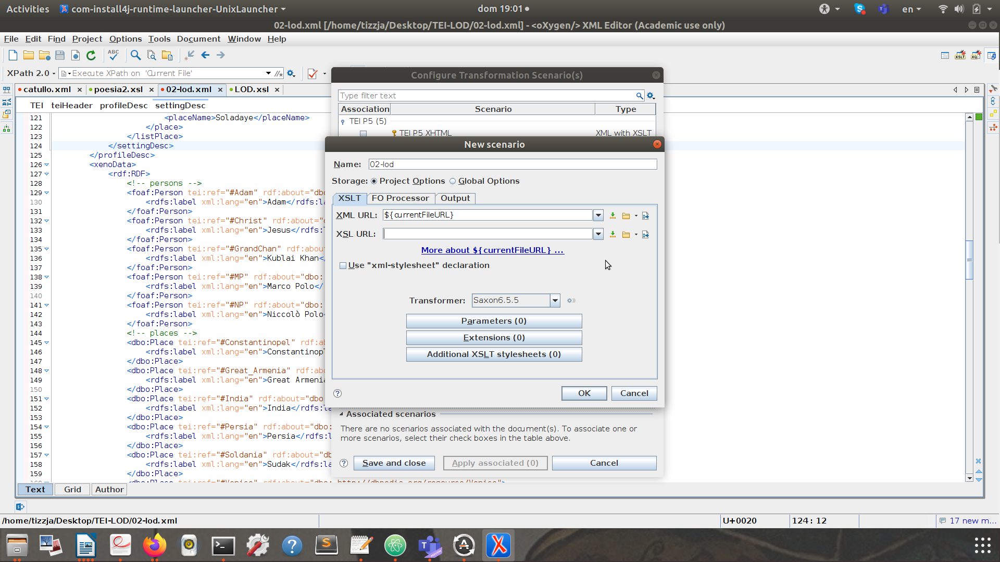 Activities com-install4j-runtime-launcher-UnixLauncher dom 19:01 en
02-lod.xml [/home/tizzja/Desktop/TEI-LOD/02-lod.xml] - <oXygen/> XML Editor (Academic use only)
File Edit Find Project Options Tools Document Window Help
XPath 2.0 Execute XPath on 'Current File'
catullo.xml poesia2.xsl 02-lod.xml LOD.xsl
TEI teiHeader profileDesc settingDesc
121 <placeName>Soladaye</placeName>
122 </place>
123 </listPlace>
124 </settingDesc>
125 </profileDesc>
126 <xenoData>
127 <rdf:RDF>
128 <!-- persons -->
129 <foaf:Person tei:ref="#Adam" rdf:about="dbo
130 <rdfs:label xml:lang="en">Adam</rdfs:la
131 </foaf:Person>
132 <foaf:Person tei:ref="#Christ" rdf:about="
133 <rdfs:label xml:lang="en">Jesus</rdfs:l
134 </foaf:Person>
135 <foaf:Person tei:ref="#GrandChan" rdf:abou
136 <rdfs:label xml:lang="en">Kublai Khan<
137 </foaf:Person>
138 <foaf:Person tei:ref="#MP" rdf:about="dbo:
139 <rdfs:label xml:lang="en">Marco Polo</
140 </foaf:Person>
141 <foaf:Person tei:ref="#NP" rdf:about="dbo:
142 <rdfs:label xml:lang="en">Niccolò Polo<
143 </foaf:Person>
144 <!-- places -->
145 <dbo:Place tei:ref="#Constantinopel" rdf:a
146 <rdfs:label xml:lang="en">Constantinop
147 </dbo:Place>
148 <dbo:Place tei:ref="#Great_Armenia" rdf:ab
149 <rdfs:label xml:lang="en">Great Armenia
150 </dbo:Place>
151 <dbo:Place tei:ref="#India" rdf:about="dbo
152 <rdfs:label xml:lang="en">India</rdfs:l
153 </dbo:Place>
154 <dbo:Place tei:ref="#Persia" rdf:about="dbo:
155 <rdfs:label xml:lang="en">Persia</rdfs:l
156 </dbo:Place>
157 <dbo:Place tei:ref="#Soldania" rdf:about="db
158 <rdfs:label xml:lang="en">Sudak</rdfs:la
159 </dbo:Place>
Configure Transformation Scenario(s)
Type filter text
Association Scenario Type
TEI P5 (5)
TEI P5 XHTML XML with XSLT
New scenario
Name: 02-lod
Storage: Project Options Global Options
XSLT FO Processor Output
XML URL: ${currentFileURL}
XSL URL:
More about ${currentFileURL} ...
Use "xml-stylesheet" declaration
Transformer: Saxon6.5.5
Parameters (0)
Extensions (0)
Additional XSLT stylesheets (0)
OK Cancel
Associated scenarios
There are no scenarios associated with the document(s). To associate one or
more scenarios, select their check boxes in the table above.
Save and close Apply associated (0) Cancel
Text Grid Author
/home/tizzja/Desktop/TEI-LOD/02-lod.xml U+0020 124: 12 17 new m...